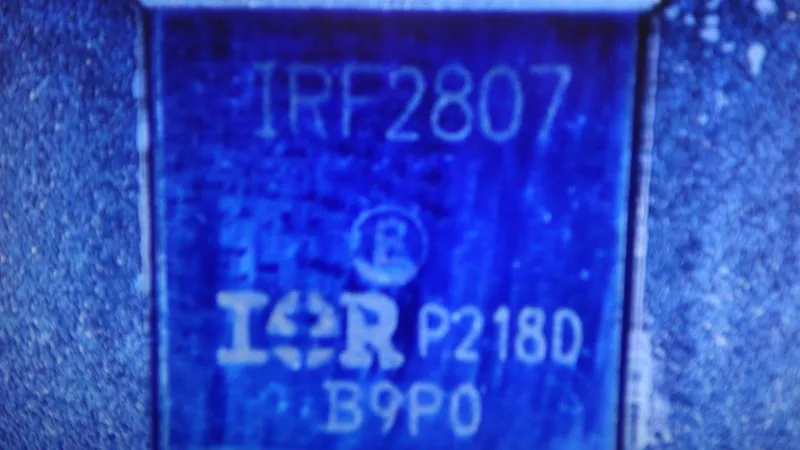 IRF2807
E
IOR P218D
B9P0